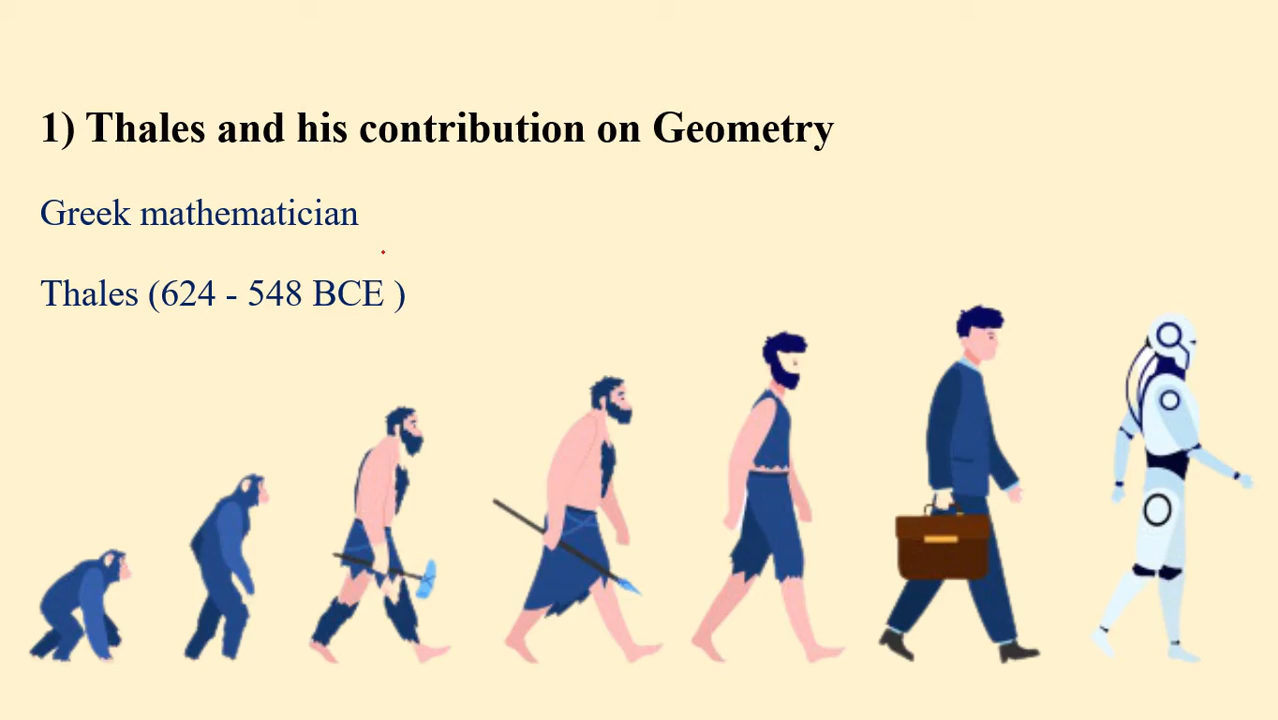 1) Thales and his contribution on Geometry
Greek mathematician
Thales (624 - 548 BCE )